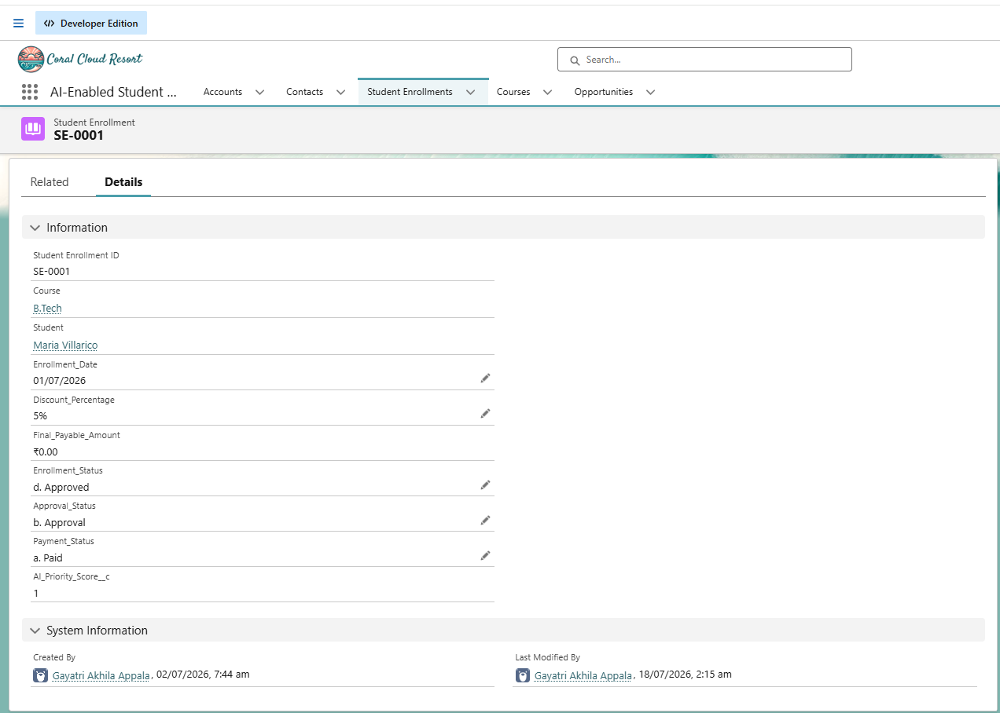 Developer Edition
Coral Cloud Resort
Search...
AI-Enabled Student ...
Accounts
Contacts
Student Enrollments
Courses
Opportunities
Student Enrollment
SE-0001
Related
Details
Information
Student Enrollment ID
SE-0001
Course
B.Tech
Student
Maria Villarico
Enrollment_Date
01/07/2026
Discount_Percentage
5%
Final_Payable_Amount
₹0.00
Enrollment_Status
d. Approved
Approval_Status
b. Approval
Payment_Status
a. Paid
AI_Priority_Score__c
1
System Information
Created By
Gayatri Akhila Appala, 02/07/2026, 7:44 am
Last Modified By
Gayatri Akhila Appala, 18/07/2026, 2:15 am